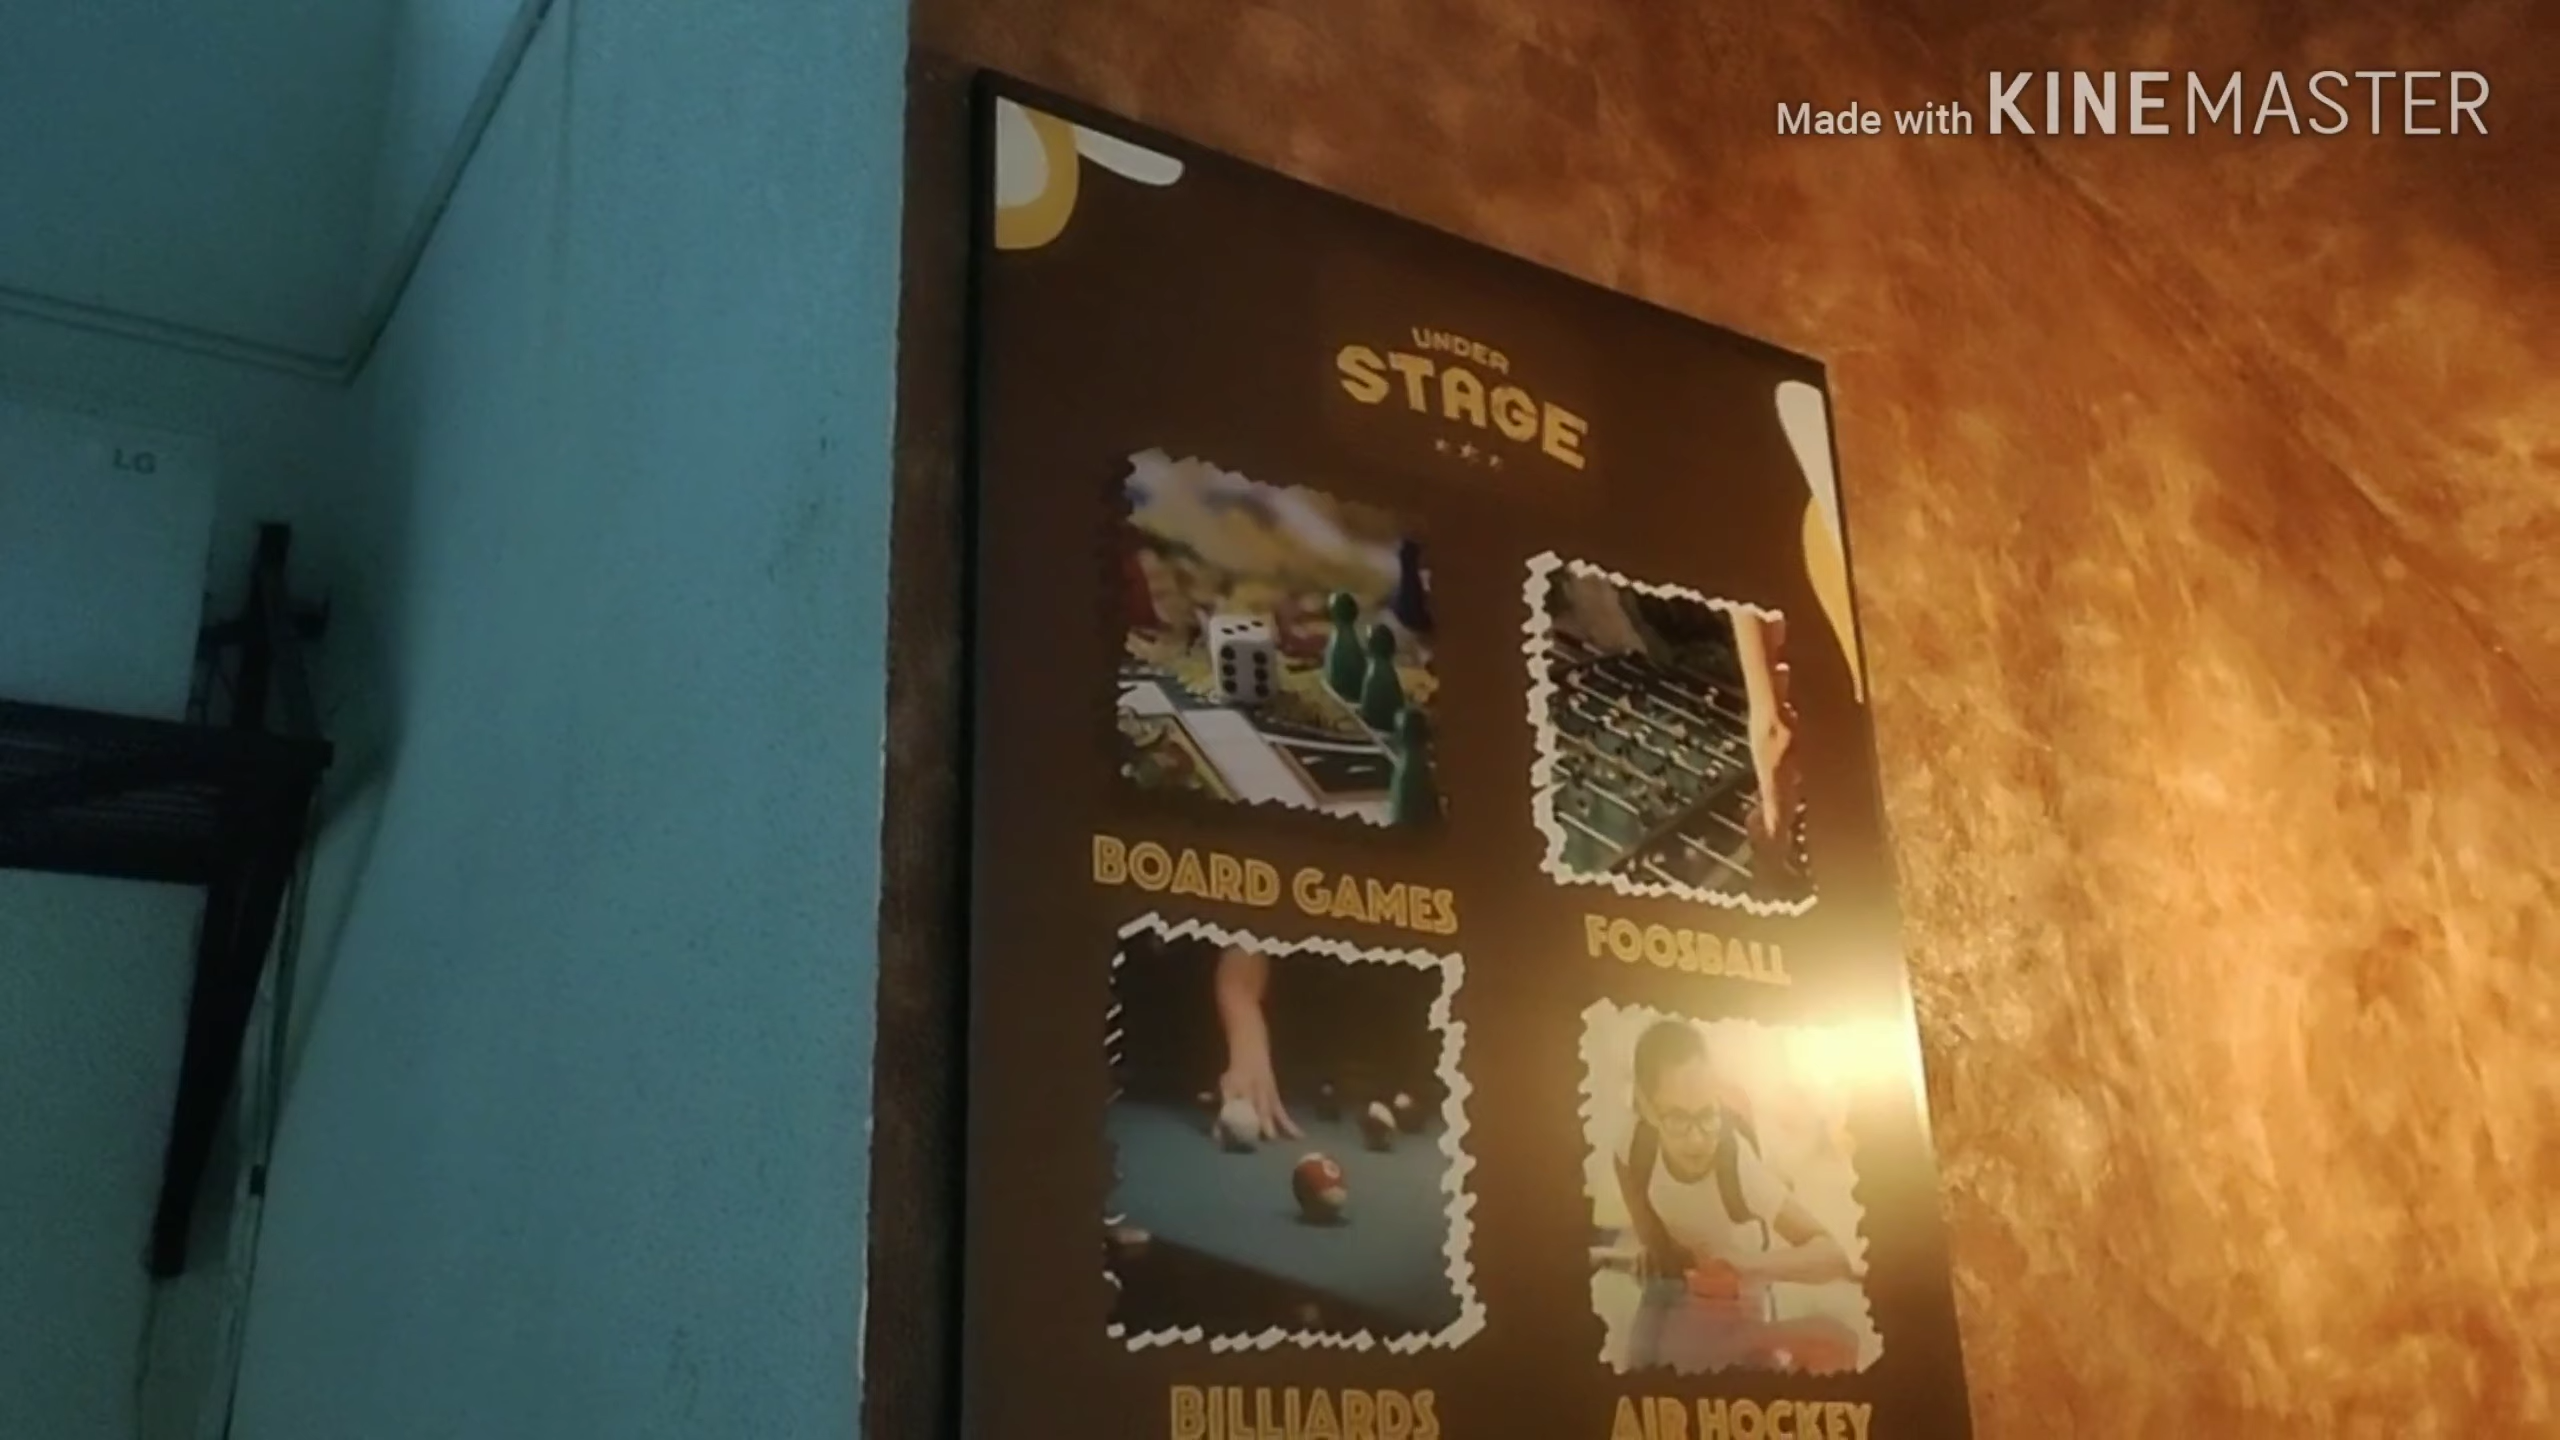 Made with KINEMASTER
LG
UNDER
STAGE
BOARD GAMES
FOOSBALL
BILLIARDS
AIR HOCKEY